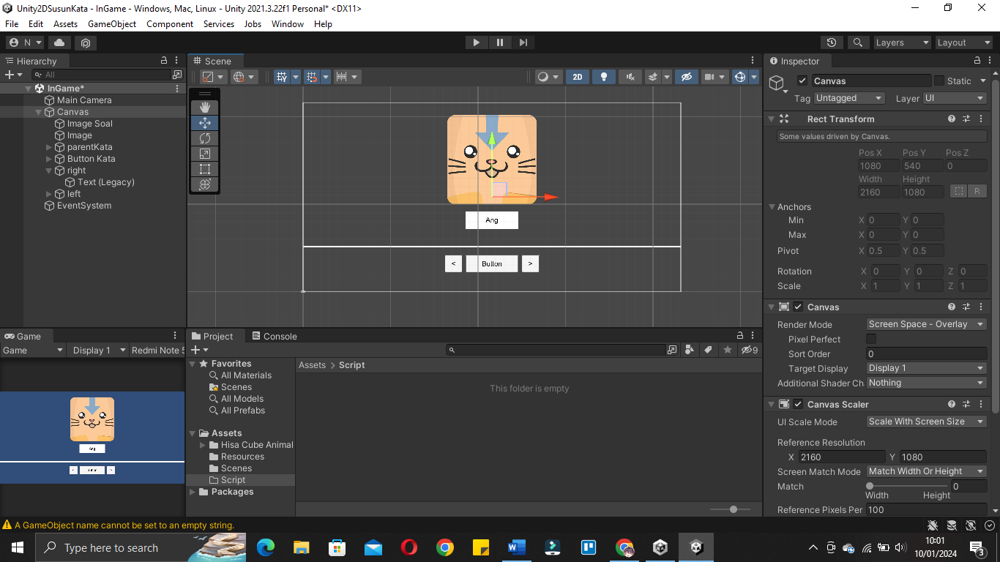 Unity2DSusunKata - InGame - Windows, Mac, Linux - Unity 2021.3.22f1 Personal* <DX11>
File Edit Assets GameObject Component Services Jobs Window Help
N Layers Layout
Hierarchy
All
InGame*
Main Camera
Canvas
Image Soal
Image
parentKata
Button Kata
right
Text (Legacy)
left
EventSystem
Scene
2D
Ang
< Button >
Inspector
Canvas Static
Tag Untagged Layer UI
Rect Transform
Some values driven by Canvas.
Pos X Pos Y Pos Z
1080 540 0
Width Height
2160 1080 R
Anchors
Min X 0 Y 0
Max X 0 Y 0
Pivot X 0.5 Y 0.5
Rotation X 0 Y 0 Z 0
Scale X 1 Y 1 Z 1
Canvas
Render Mode Screen Space - Overlay
Pixel Perfect
Sort Order 0
Target Display Display 1
Additional Shader Ch Nothing
Canvas Scaler
UI Scale Mode Scale With Screen Size
Reference Resolution
X 2160 Y 1080
Screen Match Mode Match Width Or Height
Match 0
Width Height
Reference Pixels Per 100
Game
Game Display 1 Redmi Note 5
Ang
< >
Project Console
9
Favorites
All Materials
Scenes
All Models
All Prefabs
Assets
Hisa Cube Animal
Resources
Scenes
Script
Packages
Assets > Script
This folder is empty
A GameObject name cannot be set to an empty string.
Type here to search
10:01
10/01/2024
3